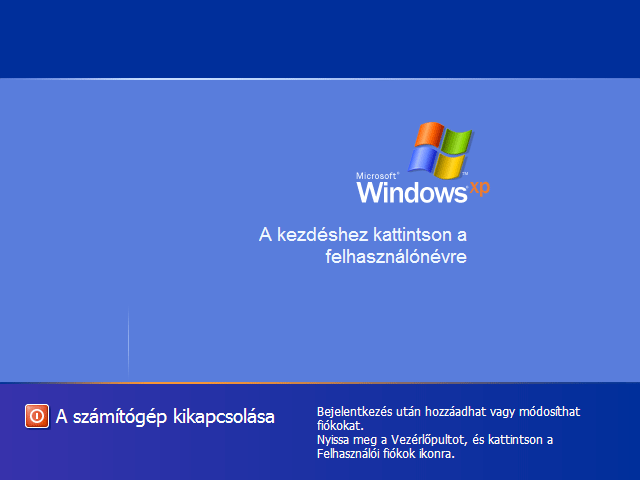 Microsoft®
Windows® xp™
A kezdéshez kattintson a
felhasználónévre
A számítógép kikapcsolása
Bejelentkezés után hozzáadhat vagy módosíthat
fiókokat.
Nyissa meg a Vezérlőpultot, és kattintson a
Felhasználói fiókok ikonra.